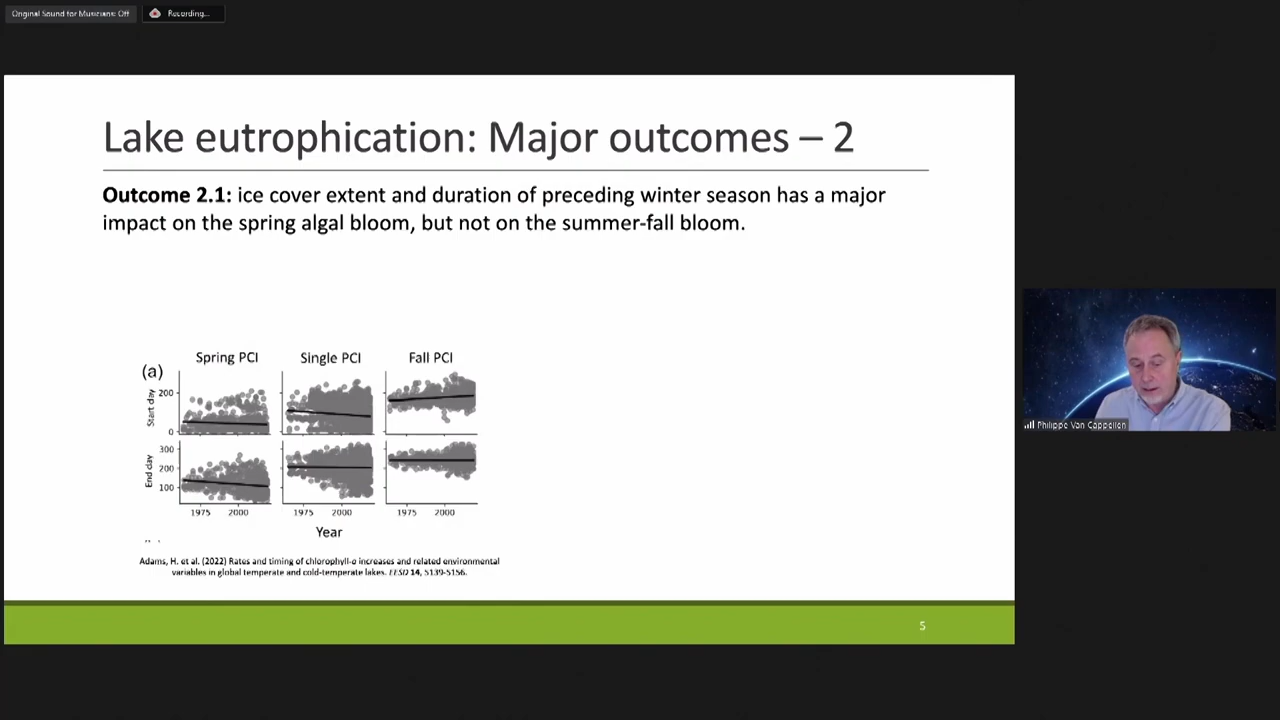 Original Sound for Musicians: Off
Recording...
Lake eutrophication: Major outcomes – 2
Outcome 2.1: ice cover extent and duration of preceding winter season has a major
impact on the spring algal bloom, but not on the summer-fall bloom.
(a)
Spring PCI Single PCI Fall PCI
Start day
200
0
End day
300
200
100
1975 2000 1975 2000 1975 2000
Year
Adams, H. et al. (2022) Rates and timing of chlorophyll-a increases and related environmental
variables in global temperate and cold-temperate lakes. EESD 14, 5139-5156.
5
Philippe Van Cappellen